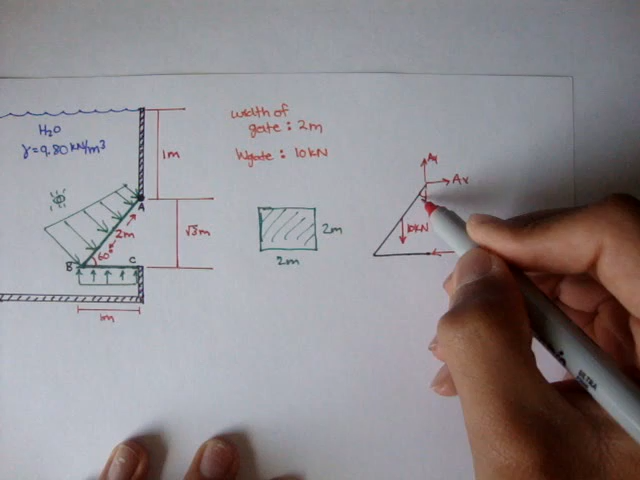 H₂O
γ=9.80 kN/m³
1m
A
2m
60°
B
C
√3m
1m
width of
gate : 2m
Wgate : 10kN
2m
2m
Ay
Ax
10kN
ULTRA